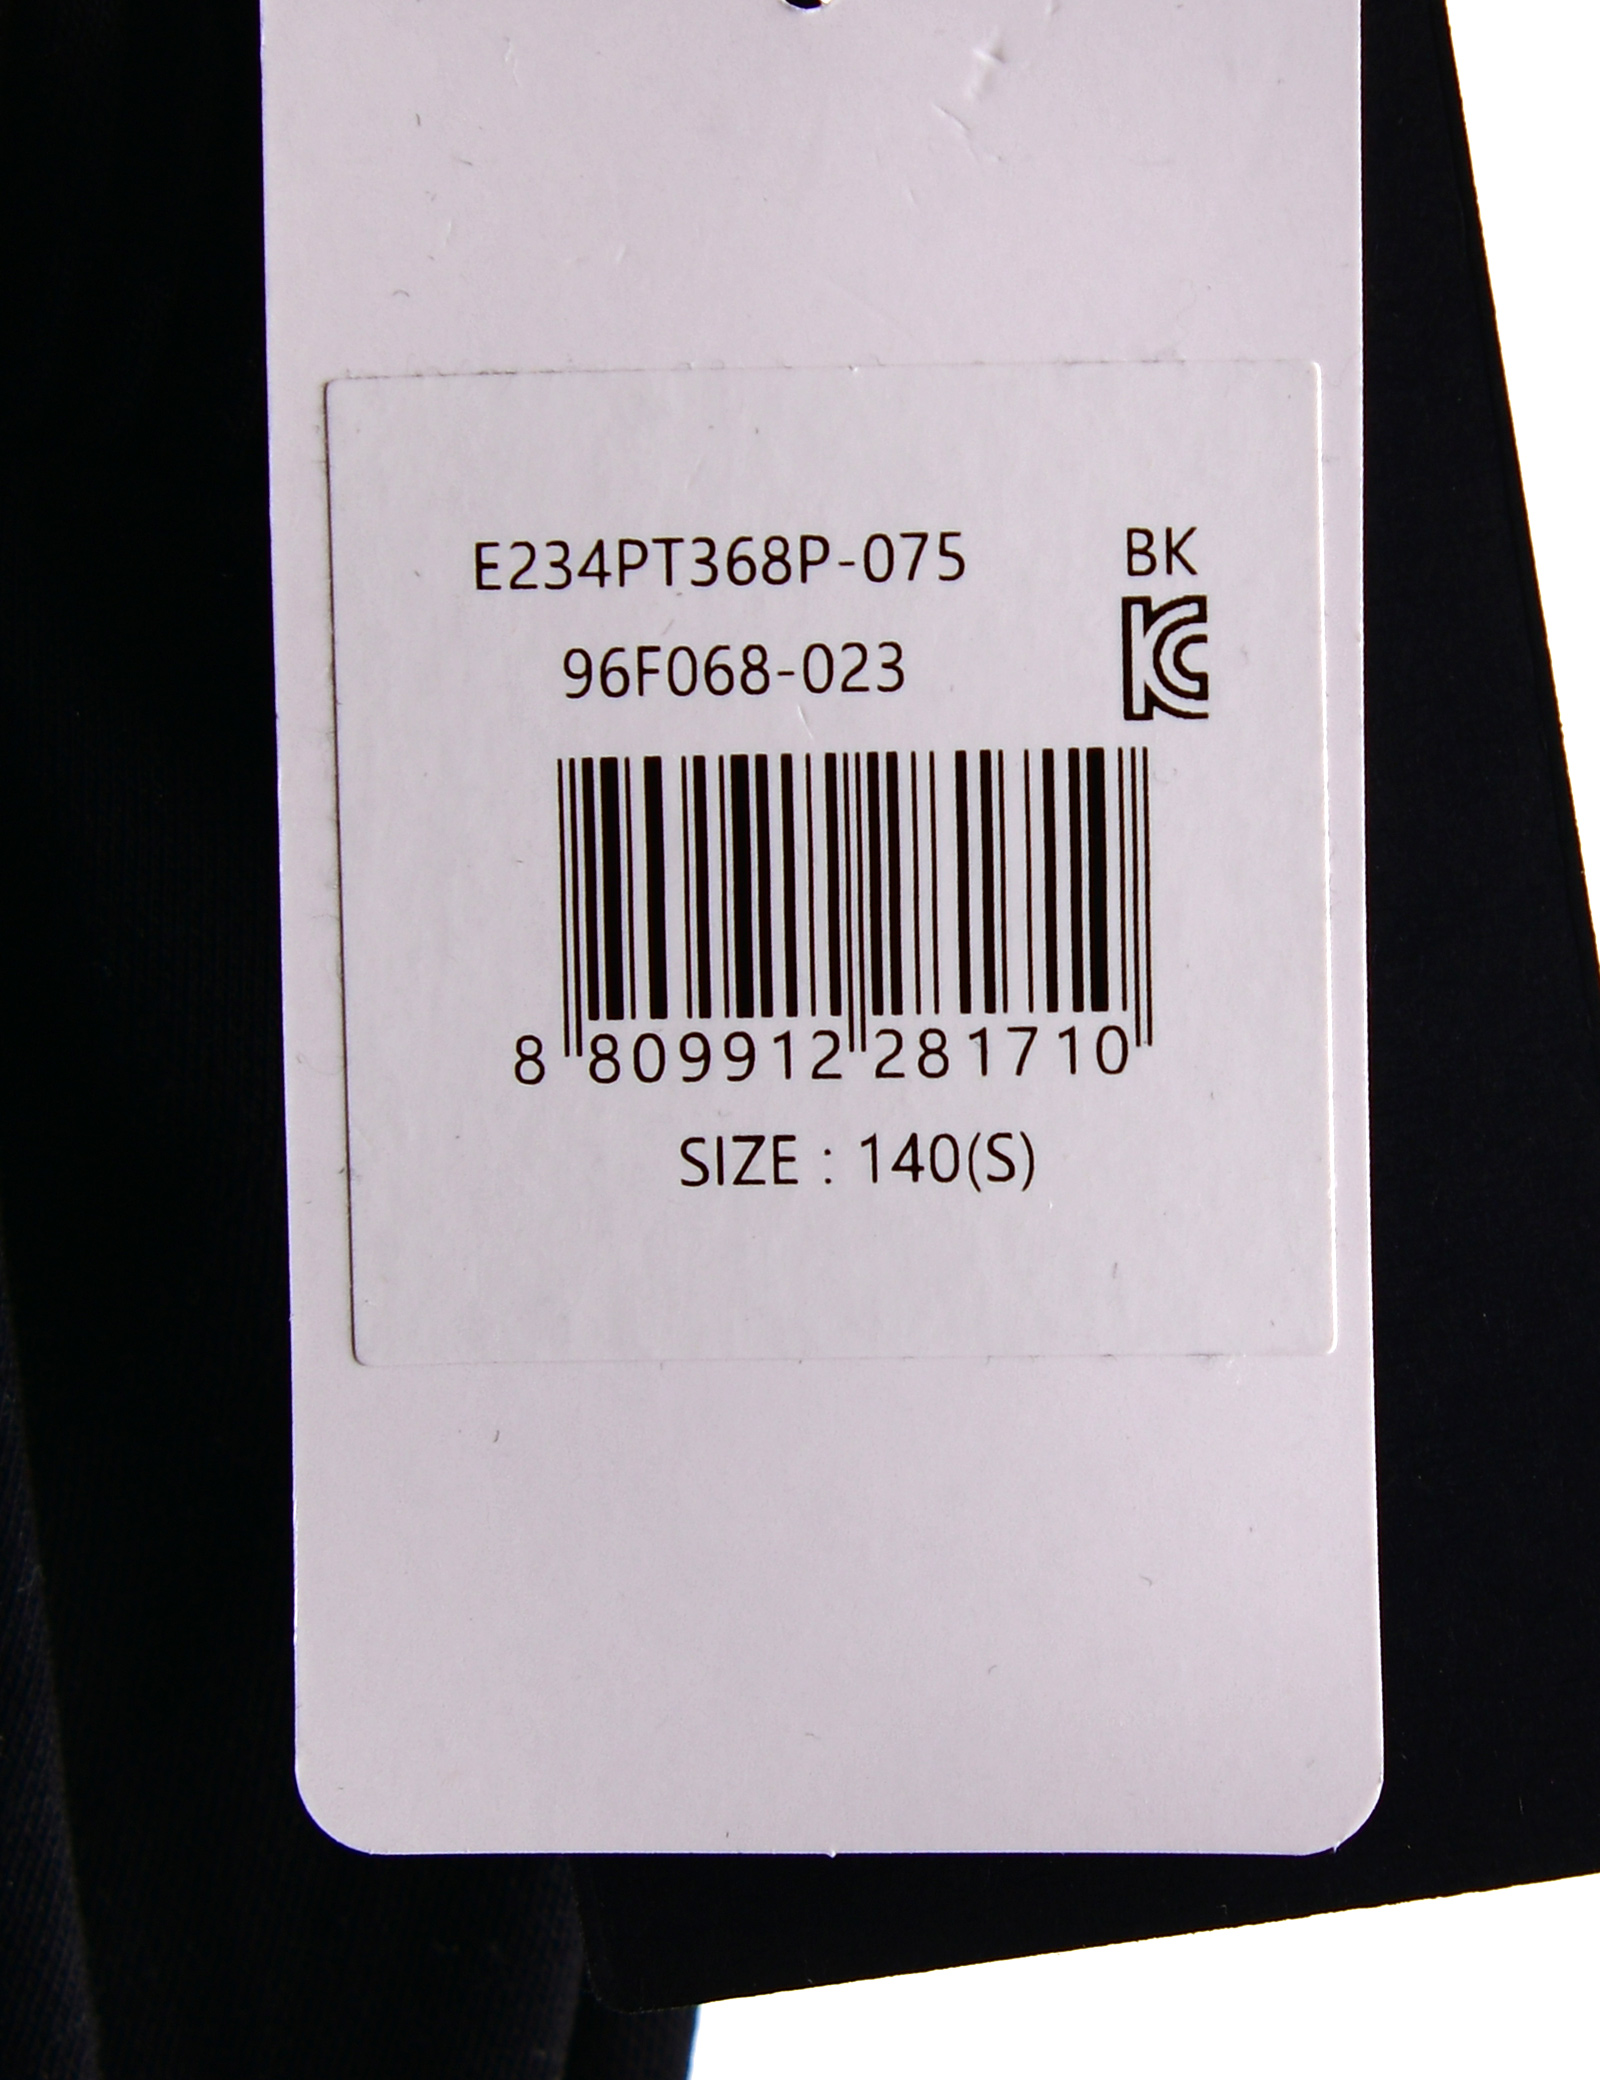 E234PT368P-075 BK
96F068-023
8 809912 281710
SIZE : 140(S)